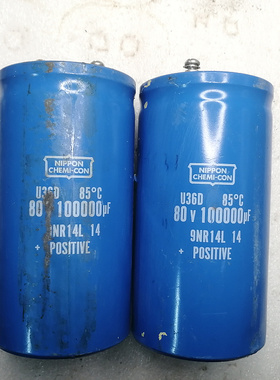 NIPPON
CHEMI-CON
U36D 85°C
80V 100000µF
9NR14L 14
+ POSITIVE
NIPPON
CHEMI-CON
U36D 85°C
80V 100000µF
9NR14L 14
+ POSITIVE